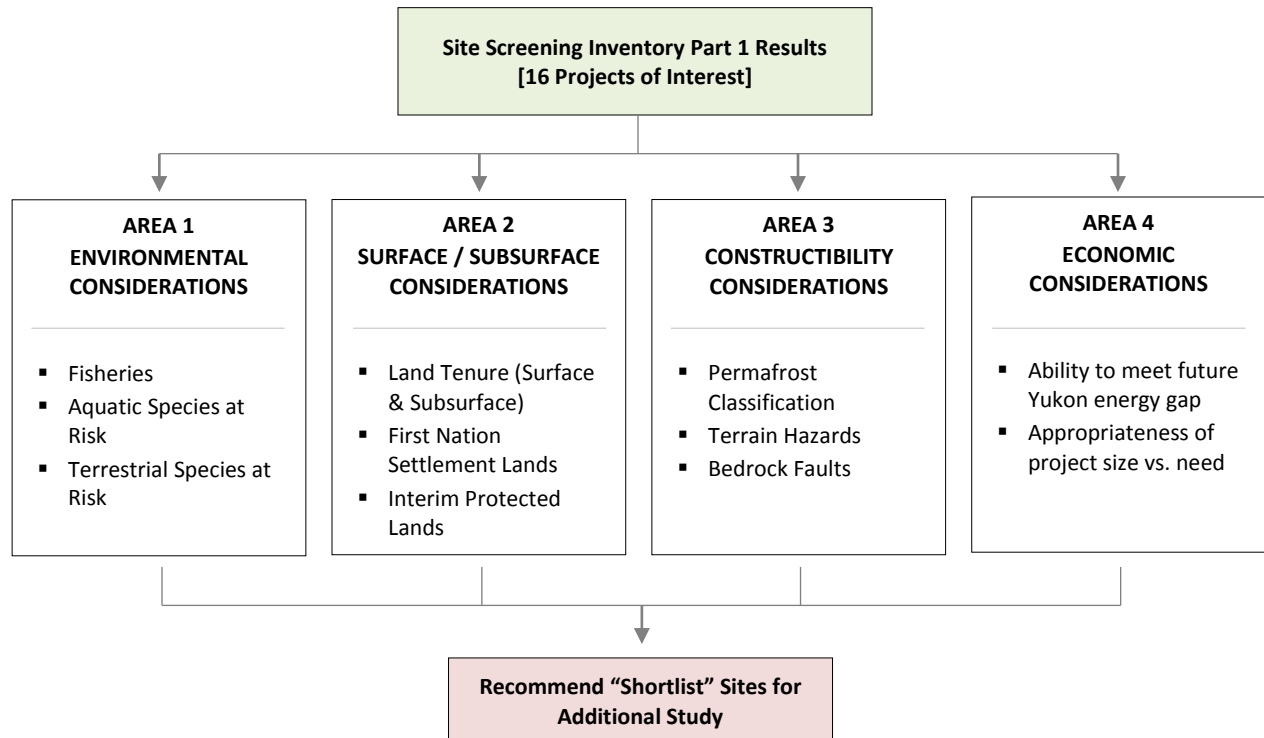 Site Screening Inventory Part 1 Results
[16 Projects of Interest]
AREA 1
ENVIRONMENTAL
CONSIDERATIONS
▪ Fisheries
▪ Aquatic Species at
Risk
▪ Terrestrial Species at
Risk
AREA 2
SURFACE / SUBSURFACE
CONSIDERATIONS
▪ Land Tenure (Surface
& Subsurface)
▪ First Nation
Settlement Lands
▪ Interim Protected
Lands
AREA 3
CONSTRUCTIBILITY
CONSIDERATIONS
▪ Permafrost
Classification
▪ Terrain Hazards
▪ Bedrock Faults
AREA 4
ECONOMIC
CONSIDERATIONS
▪ Ability to meet future
Yukon energy gap
▪ Appropriateness of
project size vs. need
Recommend “Shortlist” Sites for
Additional Study